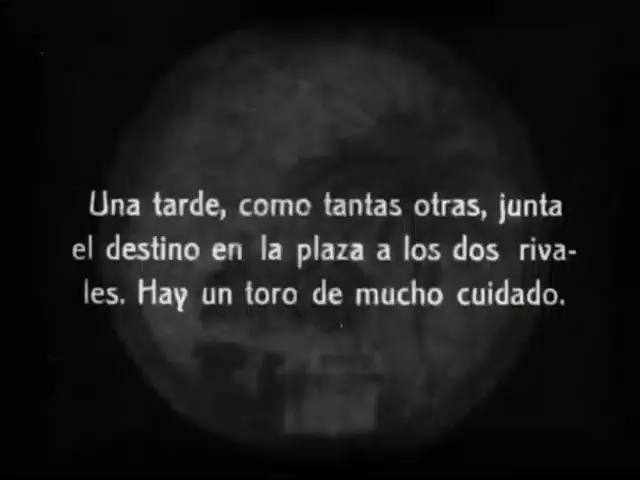 Una tarde, como tantas otras, junta
el destino en la plaza a los dos riva-
les. Hay un toro de mucho cuidado.